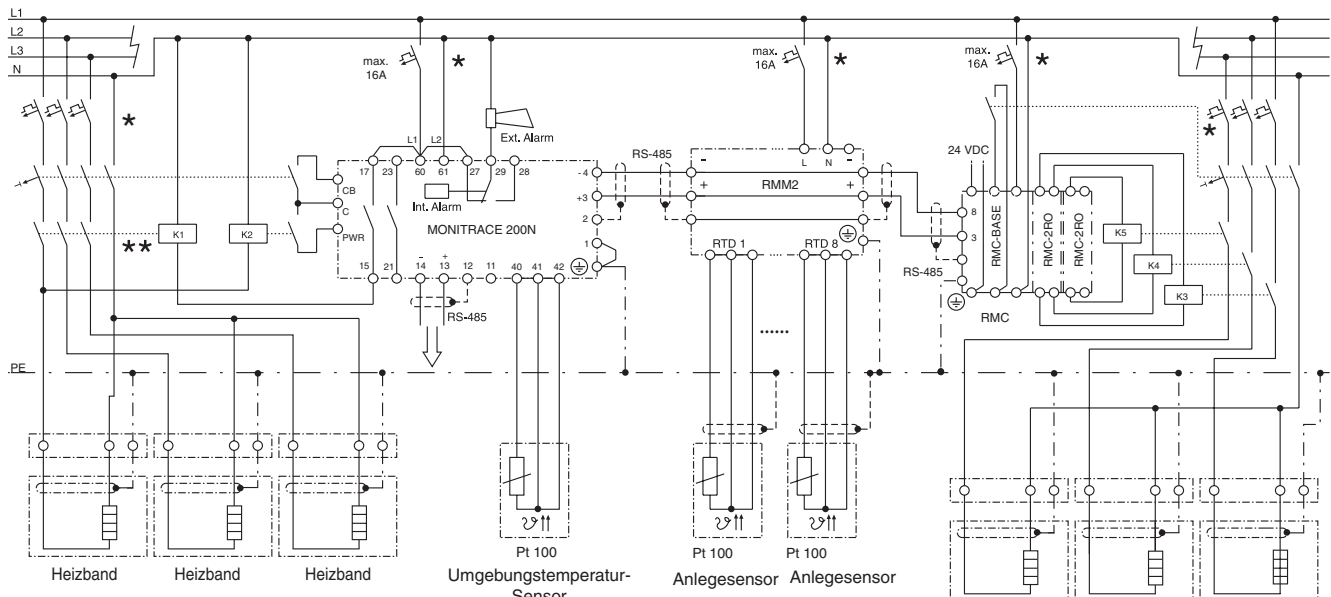 L1
L2
L3
N
max.
16A
*
max.
16A
*
max.
16A
*
*
*
Ext. Alarm
L1 L2
RS-485
L N -
24 VDC
17 23 60 61 27 29 28
CB
C
PWR
Int. Alarm
MONITRACE 200N
- 4
+3
2
1
- -
+ RMM2 +
8
3
RMC-BASE
RMC-2RO
RMC-2RO
K5
K4
K3
** K1 K2
RTD 1 RTD 8
RS-485
RMC
- +
15 21 14 13 12 11 40 41 42
RS-485
......
PE
ϑ ↑↑
ϑ ↑↑
ϑ ↑↑
Pt 100
Pt 100
Pt 100
Heizband
Heizband
Heizband
Umgebungstemperatur-
Sensor
Anlegesensor
Anlegesensor